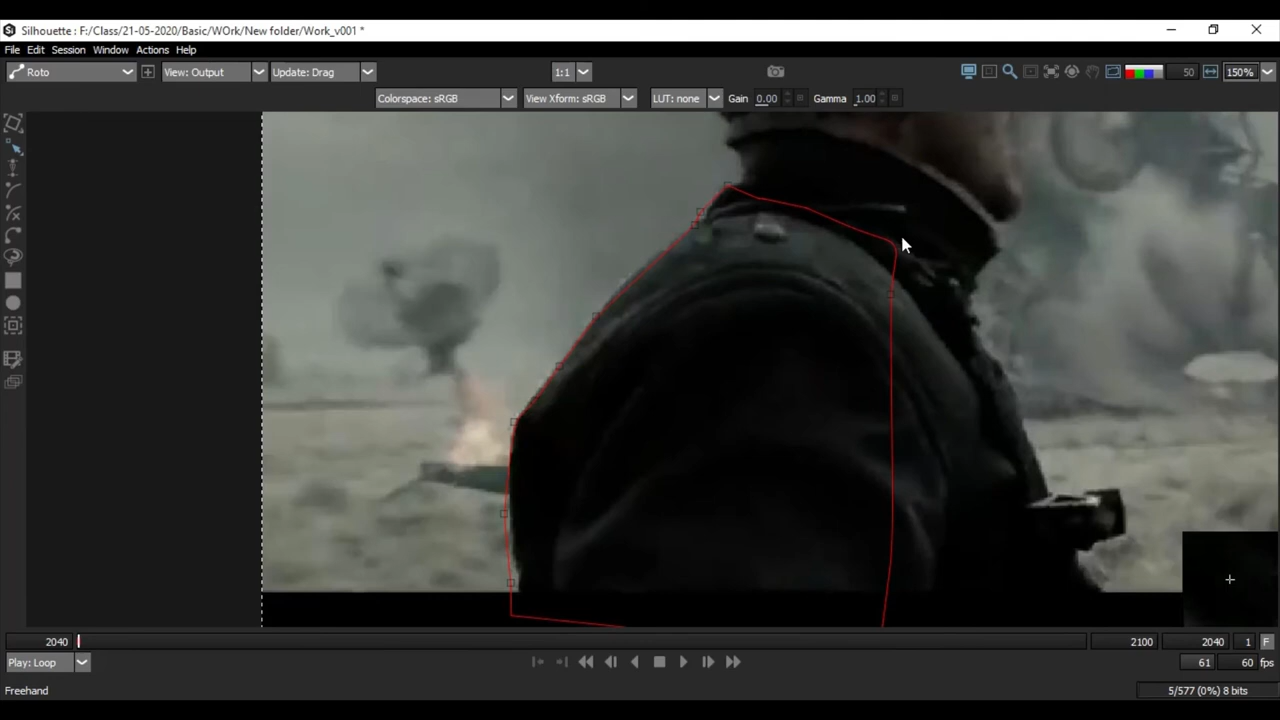 Silhouette : F:/Class/21-05-2020/Basic/WOrk/New folder/Work_v001 *
File Edit Session Window Actions Help
Roto View: Output Update: Drag 1:1 50 150%
Colorspace: sRGB View Xform: sRGB LUT: none Gain 0.00 Gamma 1.00
2040 2100 2040 1 F
Play: Loop 61 60 fps
Freehand 5/577 (0%) 8 bits